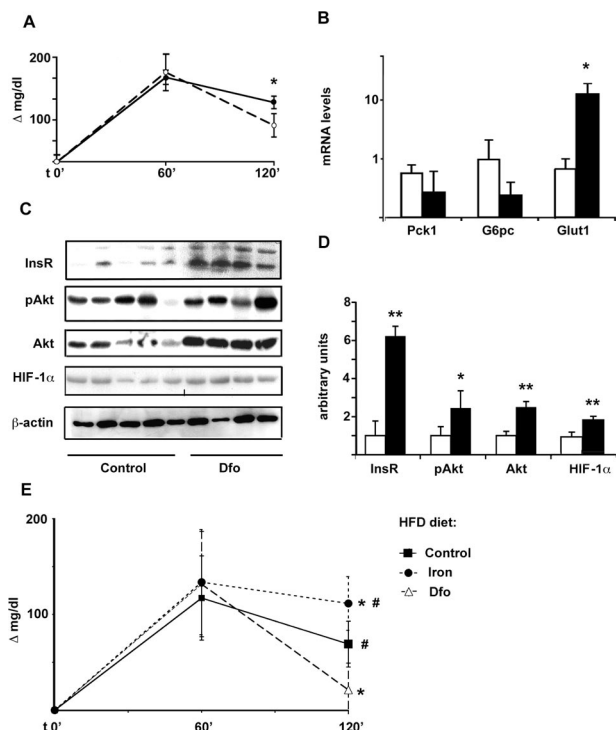 A
200
100
Δ mg/dl
*
t 0'
60'
120'
B
mRNA levels
10
1
*
Pck1
G6pc
Glut1
C
InsR
pAkt
Akt
HIF-1α
β-actin
Control
Dfo
D
arbitrary units
8
6
4
2
0
**
*
**
**
InsR
pAkt
Akt
HIF-1α
E
200
100
Δ mg/dl
* #
#
*
t 0'
60'
120'
HFD diet:
Control
Iron
Dfo